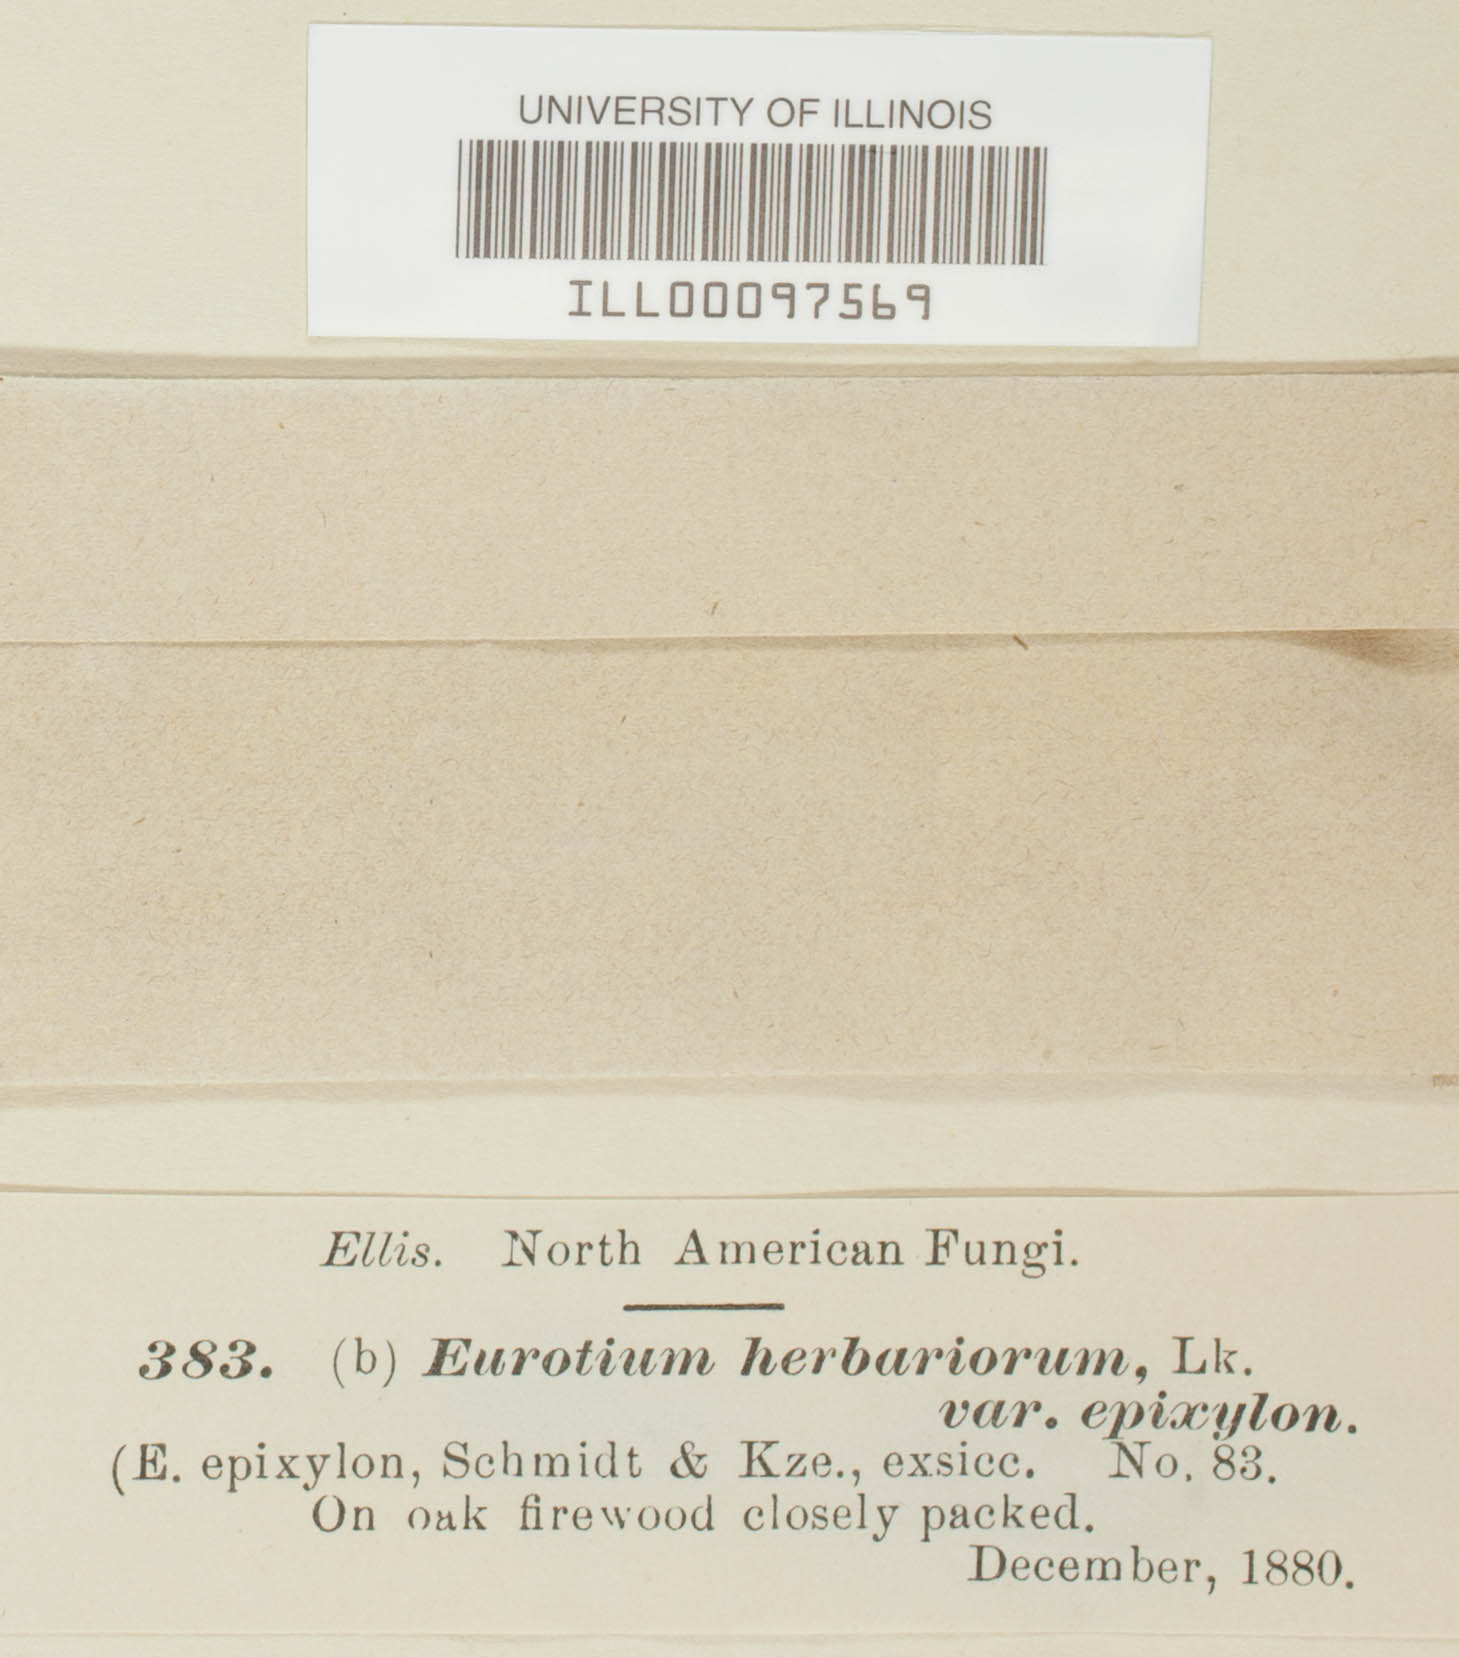 UNIVERSITY OF ILLINOIS
ILL00097569
Ellis. North American Fungi.
383. (b) Eurotium herbariorum, Lk.
var. epixylon.
(E. epixylon, Schmidt & Kze., exsicc. No. 83.
On oak firewood closely packed.
December, 1880.